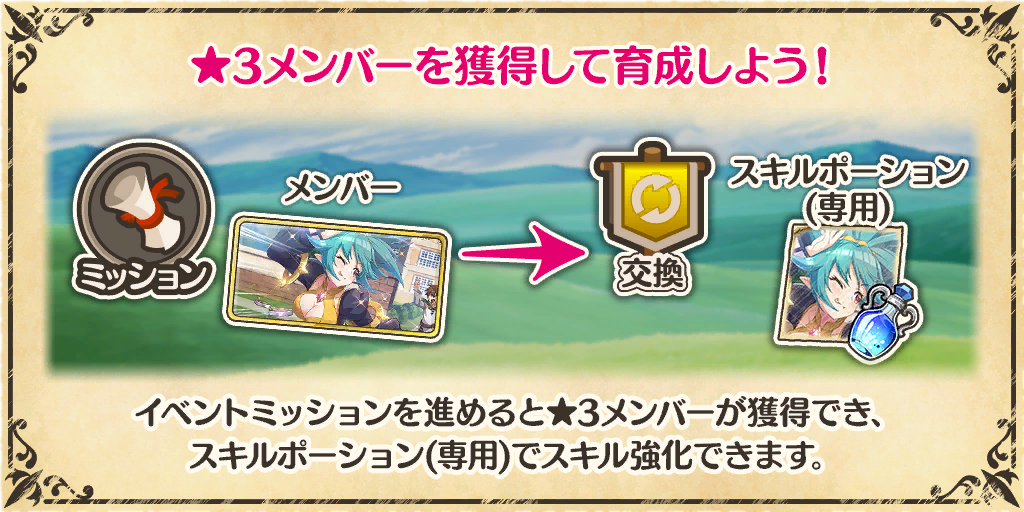 ★3メンバーを獲得して育成しよう!
ミッション
メンバー
交換
スキルポーション
(専用)
イベントミッションを進めると★3メンバーが獲得でき、
スキルポーション(専用)でスキル強化できます。